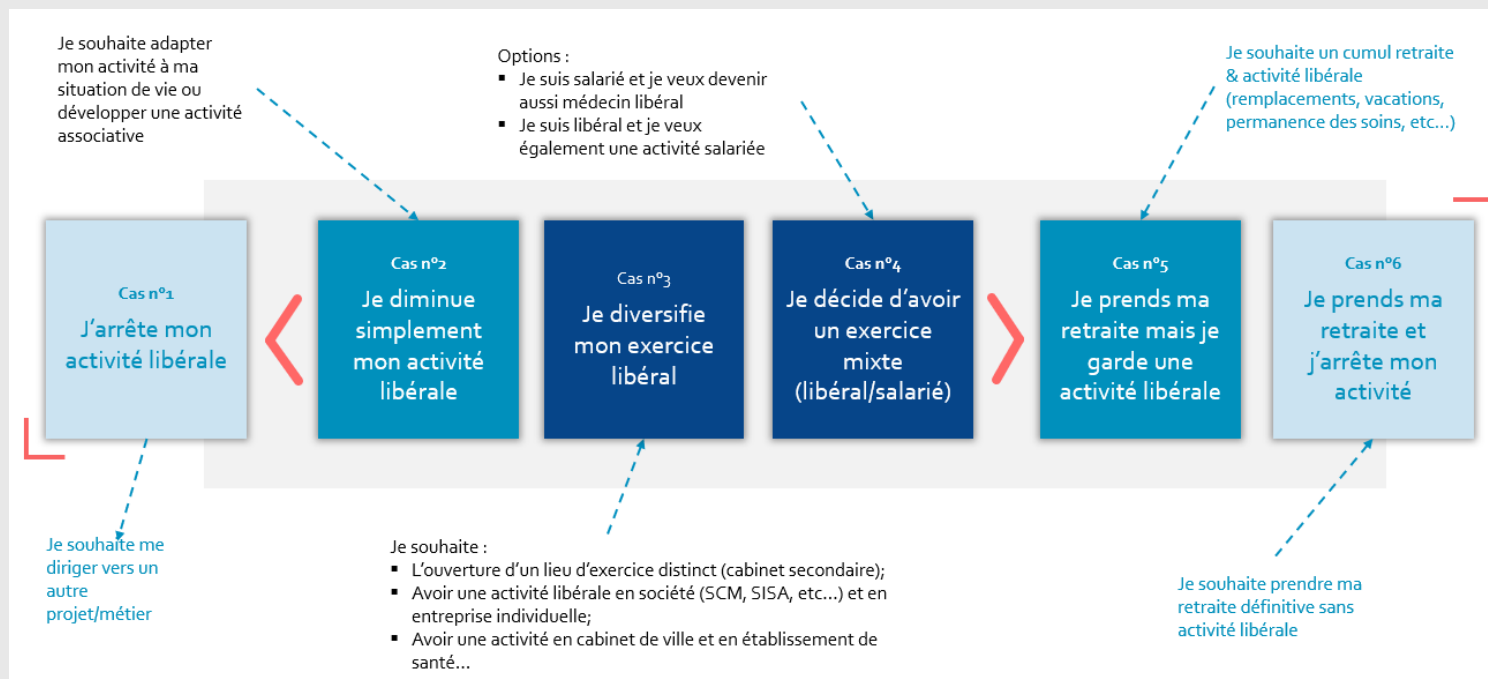 Je souhaite adapter
mon activité à ma
situation de vie ou
développer une activité
associative
Options :
▪ Je suis salarié et je veux devenir
aussi médecin libéral
▪ Je suis libéral et je veux
également une activité salariée
Je souhaite un cumul retraite
& activité libérale
(remplacements, vacations,
permanence des soins, etc...)
Cas n°1
J'arrête mon
activité libérale
Cas n°2
Je diminue
simplement
mon activité
libérale
Cas n°3
Je diversifie
mon exercice
libéral
Cas n°4
Je décide d'avoir
un exercice
mixte
(libéral/salarié)
Cas n°5
Je prends ma
retraite mais je
garde une
activité libérale
Cas n°6
Je prends ma
retraite et
j'arrête mon
activité
Je souhaite me
diriger vers un
autre
projet/métier
Je souhaite :
▪ L'ouverture d'un lieu d'exercice distinct (cabinet secondaire);
▪ Avoir une activité libérale en société (SCM, SISA, etc...) et en
entreprise individuelle;
▪ Avoir une activité en cabinet de ville et en établissement de
santé...
Je souhaite prendre ma
retraite définitive sans
activité libérale